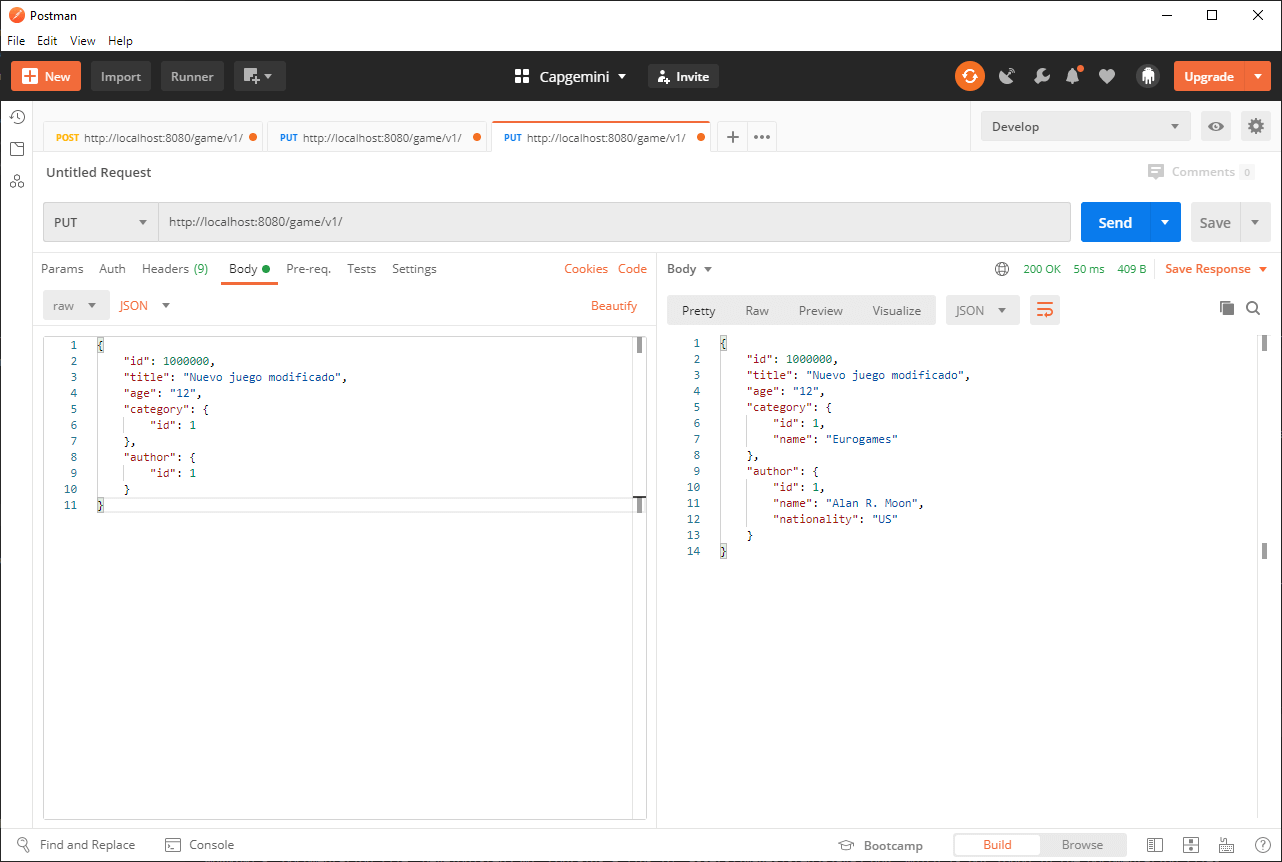 Postman
File Edit View Help
New Import Runner Capgemini Invite Upgrade
POST http://localhost:8080/game/v1/ PUT http://localhost:8080/game/v1/ PUT http://localhost:8080/game/v1/ + ••• Develop
Untitled Request Comments 0
PUT http://localhost:8080/game/v1/ Send Save
Params Auth Headers (9) Body Pre-req. Tests Settings Cookies Code
raw JSON Beautify
1 {
2 "id": 1000000,
3 "title": "Nuevo juego modificado",
4 "age": "12",
5 "category": {
6 "id": 1
7 },
8 "author": {
9 "id": 1
10 }
11 }
Body 200 OK 50 ms 409 B Save Response
Pretty Raw Preview Visualize JSON
1 {
2 "id": 1000000,
3 "title": "Nuevo juego modificado",
4 "age": "12",
5 "category": {
6 "id": 1,
7 "name": "Eurogames"
8 },
9 "author": {
10 "id": 1,
11 "name": "Alan R. Moon",
12 "nationality": "US"
13 }
14 }
Find and Replace Console Bootcamp Build Browse